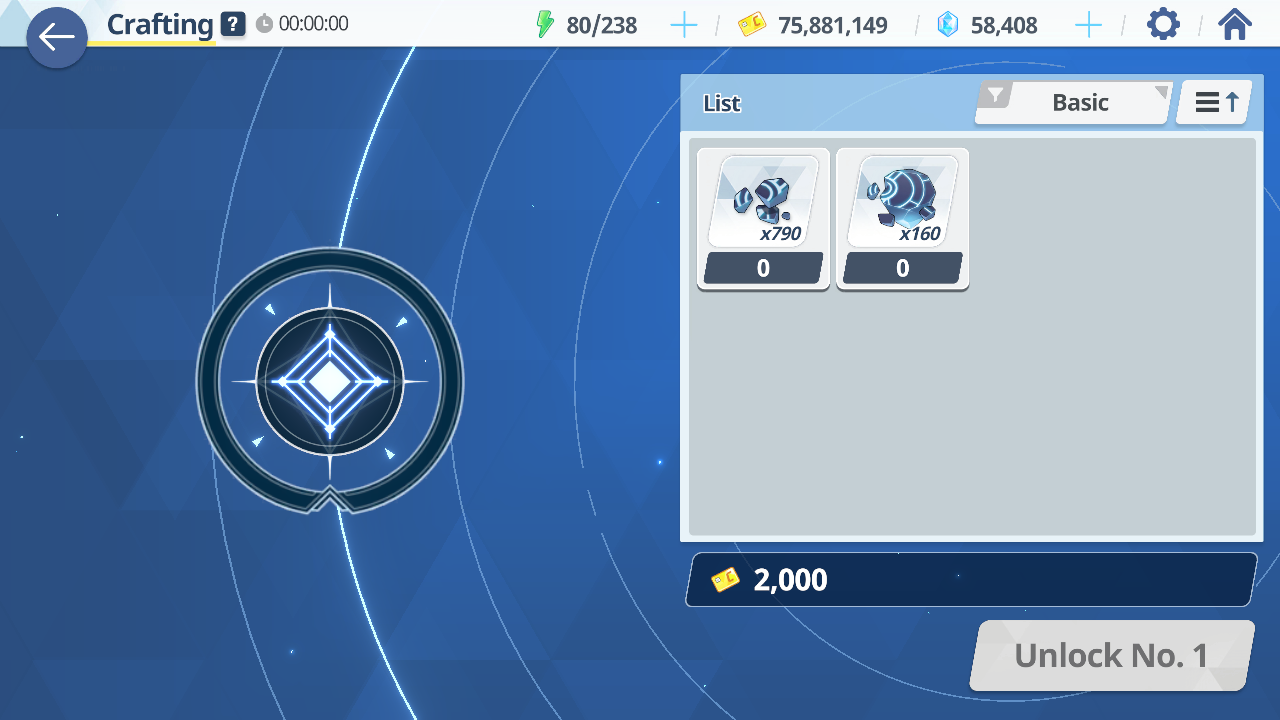 Crafting ? 00:00:00 80/238 75,881,149 58,408
List Basic
x790 x160
0 0
2,000
Unlock No. 1